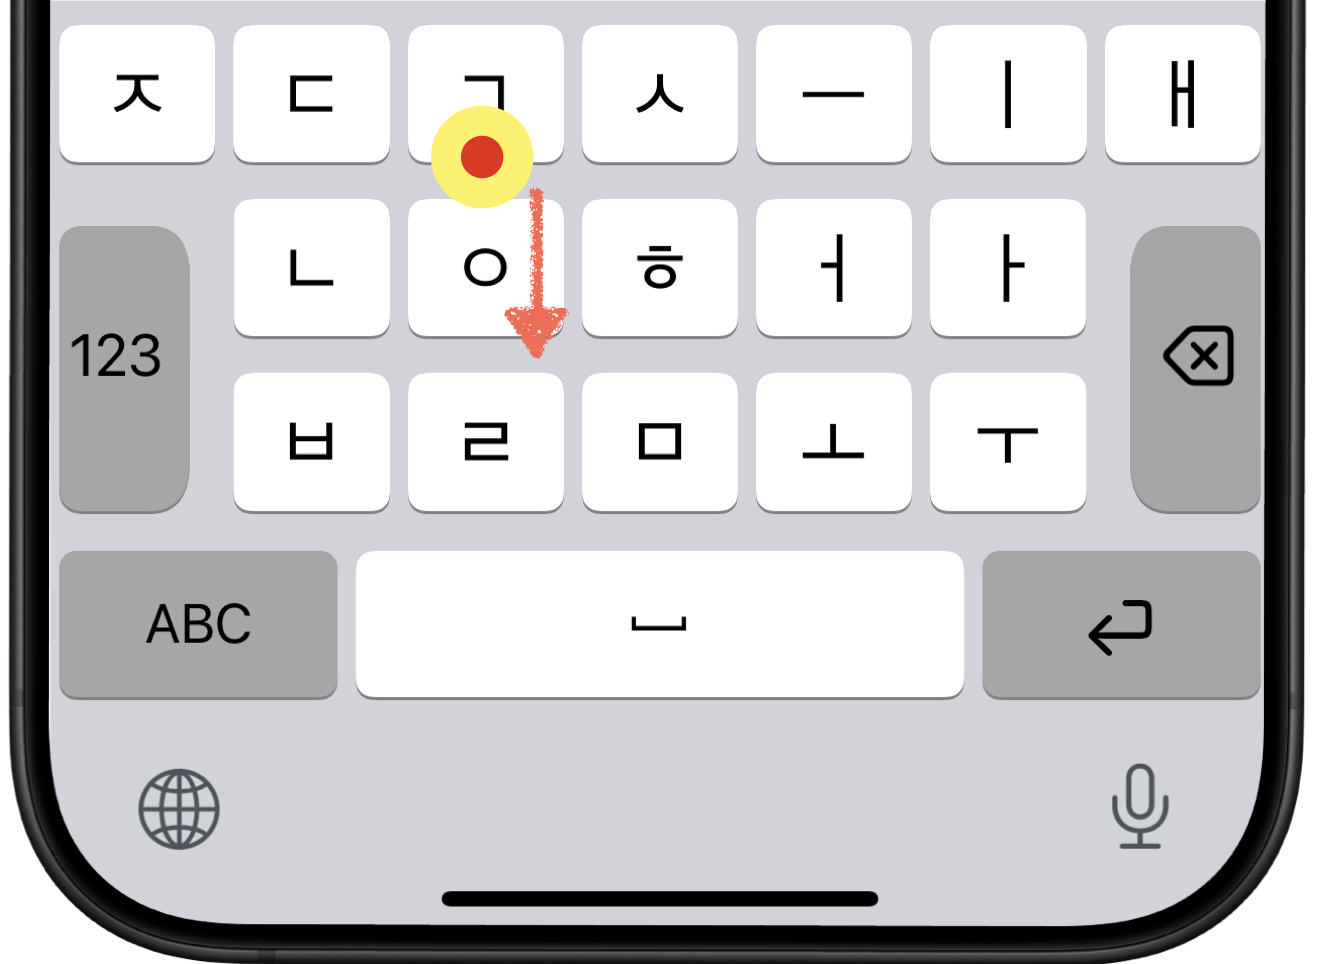 ㅈ ㄷ ㄱ ㅅ ㅡ ㅣ ㅐ
ㄴ ㅇ ㅎ ㅓ ㅏ
123
ㅂ ㄹ ㅁ ㅗ ㅜ
ABC